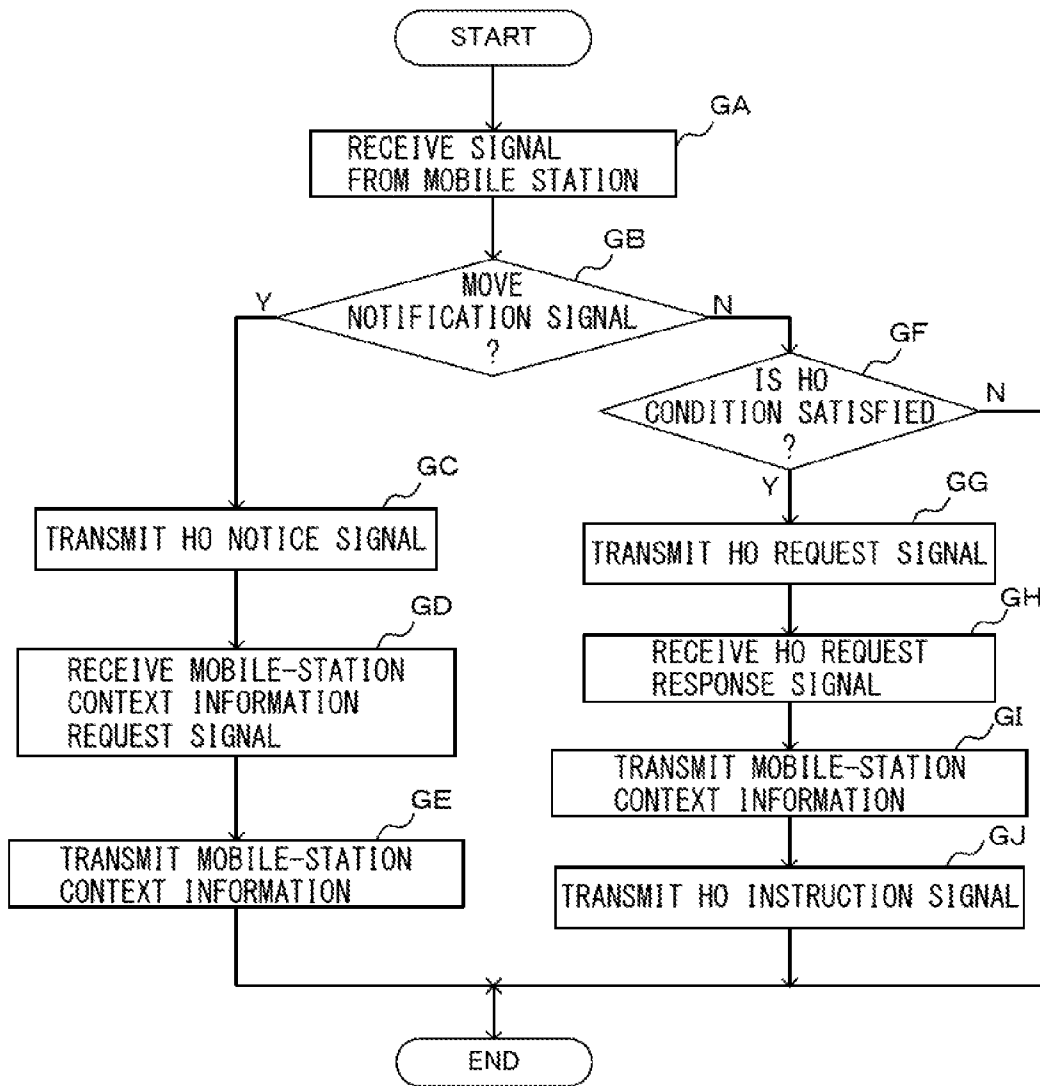 START
GA
RECEIVE SIGNAL
FROM MOBILE STATION
GB
MOVE
NOTIFICATION SIGNAL
?
Y
N
GF
IS HO
CONDITION SATISFIED
?
N
Y
GC
TRANSMIT HO NOTICE SIGNAL
GD
RECEIVE MOBILE-STATION
CONTEXT INFORMATION
REQUEST SIGNAL
GE
TRANSMIT MOBILE-STATION
CONTEXT INFORMATION
GG
TRANSMIT HO REQUEST SIGNAL
GH
RECEIVE HO REQUEST
RESPONSE SIGNAL
GI
TRANSMIT MOBILE-STATION
CONTEXT INFORMATION
GJ
TRANSMIT HO INSTRUCTION SIGNAL
END